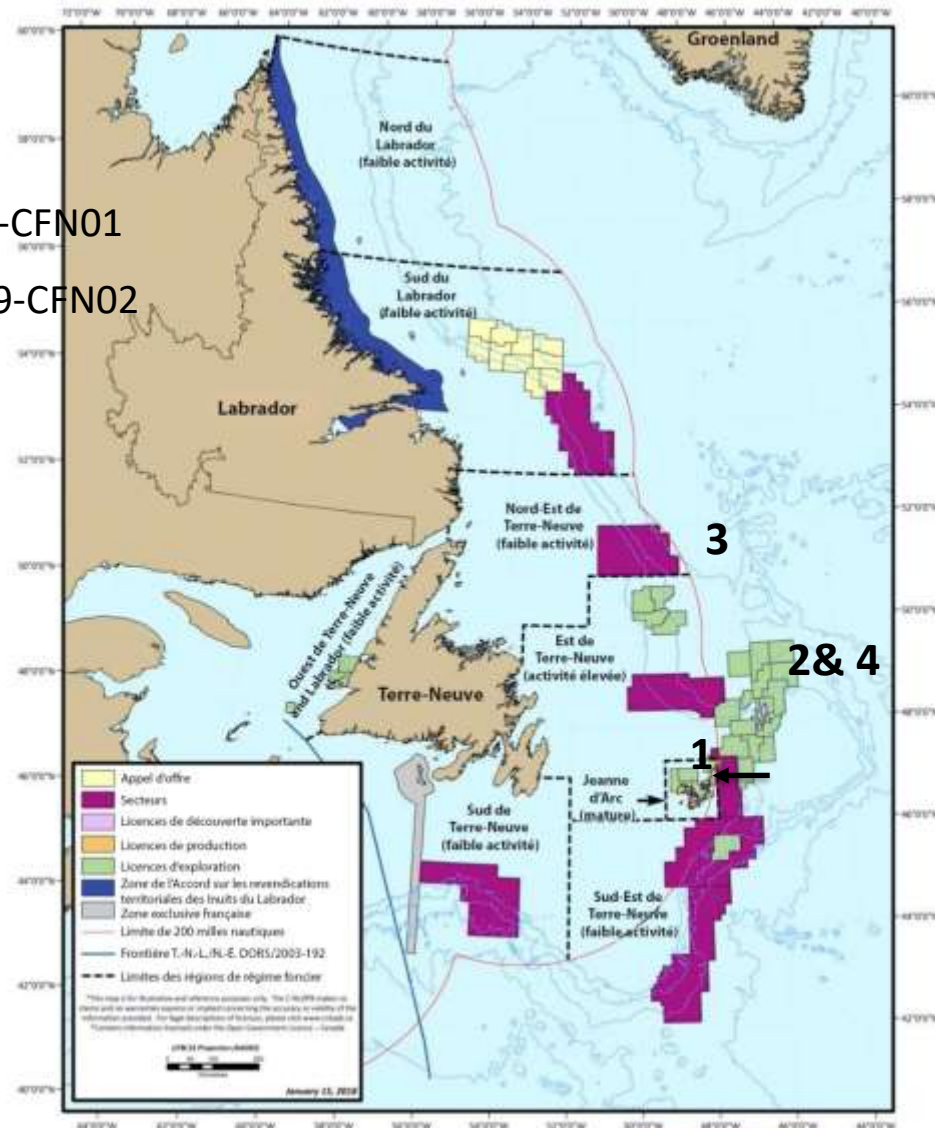 Groenland
Nord du
Labrador
(faible activité)
-CFN01
9-CFN02
Sud du
Labrador
(faible activité)
Labrador
Nord-Est de
Terre-Neuve
(faible activité)
3
Ouest de Terre-Neuve
and Labrador (faible activité)
Est de
Terre-Neuve
(activité élevée)
2& 4
Terre-Neuve
1
Jeanne
d'Arc
(mature)
Sud de
Terre-Neuve
(faible activité)
Sud-Est de
Terre-Neuve
(faible activité)
Appel d'offre
Secteurs
Licences de découverte importante
Licences de production
Licences d'exploration
Zone de l'Accord sur les revendications
territoriales des Inuits du Labrador
Zone exclusive française
Limite de 200 milles nautiques
Frontière T.-N.-L./N.-É. DORS/2003-192
Limites des régions de régime foncier
January 15, 2018